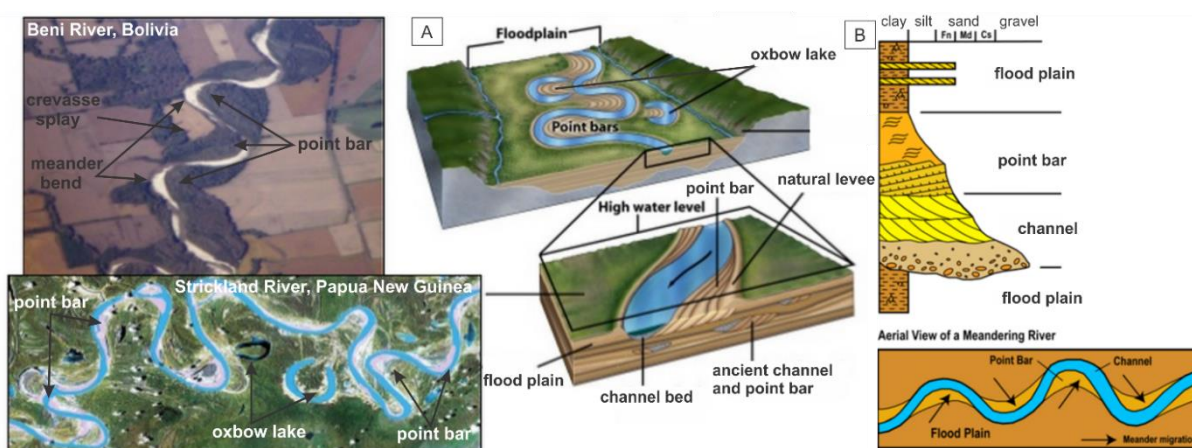 Beni River, Bolivia
crevasse
splay
meander
bend
point bar
Strickland River, Papua New Guinea
point bar
oxbow lake
point bar
A
Floodplain
oxbow lake
Point bars
natural levee
point bar
High water level
flood plain
channel bed
ancient channel
and point bar
B
clay silt sand gravel
Fn Md Cs
flood plain
point bar
channel
flood plain
Aerial View of a Meandering River
Point Bar
Channel
Flood Plain
Meander migration